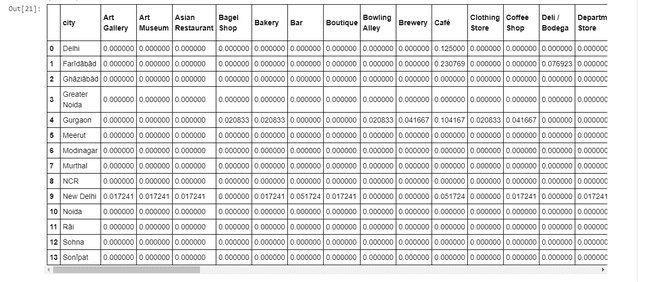 Out[21]:
city Art Gallery Art Museum Asian Restaurant Bagel Shop Bakery Bar Boutique Bowling Alley Brewery Café Clothing Store Coffee Shop Deli / Bodega Departm Store
0 Delhi 0.000000 0.000000 0.000000 0.000000 0.000000 0.000000 0.000000 0.000000 0.000000 0.125000 0.000000 0.000000 0.000000 0.000000
1 Farīdābād 0.000000 0.000000 0.000000 0.000000 0.000000 0.000000 0.000000 0.000000 0.000000 0.230769 0.000000 0.000000 0.076923 0.000000
2 Ghāziābād 0.000000 0.000000 0.000000 0.000000 0.000000 0.000000 0.000000 0.000000 0.000000 0.000000 0.000000 0.000000 0.000000 0.000000
3 Greater Noida 0.000000 0.000000 0.000000 0.000000 0.000000 0.000000 0.000000 0.000000 0.000000 0.000000 0.000000 0.000000 0.000000 0.000000
4 Gurgaon 0.000000 0.000000 0.000000 0.020833 0.020833 0.000000 0.000000 0.020833 0.041667 0.104167 0.020833 0.041667 0.000000 0.000000
5 Meerut 0.000000 0.000000 0.000000 0.000000 0.000000 0.000000 0.000000 0.000000 0.000000 0.000000 0.000000 0.000000 0.000000 0.000000
6 Modinagar 0.000000 0.000000 0.000000 0.000000 0.000000 0.000000 0.000000 0.000000 0.000000 0.000000 0.000000 0.000000 0.000000 0.000000
7 Murthal 0.000000 0.000000 0.000000 0.000000 0.000000 0.000000 0.000000 0.000000 0.000000 0.000000 0.000000 0.000000 0.000000 0.000000
8 NCR 0.000000 0.000000 0.000000 0.000000 0.000000 0.000000 0.000000 0.000000 0.000000 0.000000 0.000000 0.000000 0.000000 0.000000
9 New Delhi 0.017241 0.017241 0.017241 0.000000 0.017241 0.051724 0.017241 0.000000 0.000000 0.051724 0.000000 0.017241 0.000000 0.017241
10 Noida 0.000000 0.000000 0.000000 0.000000 0.000000 0.000000 0.000000 0.000000 0.000000 0.000000 0.000000 0.000000 0.000000 0.000000
11 Rāi 0.000000 0.000000 0.000000 0.000000 0.000000 0.000000 0.000000 0.000000 0.000000 0.000000 0.000000 0.000000 0.000000 0.000000
12 Sohna 0.000000 0.000000 0.000000 0.000000 0.000000 0.000000 0.000000 0.000000 0.000000 0.000000 0.000000 0.000000 0.000000 0.000000
13 Sonīpat 0.000000 0.000000 0.000000 0.000000 0.000000 0.000000 0.000000 0.000000 0.000000 0.000000 0.000000 0.000000 0.000000 0.000000